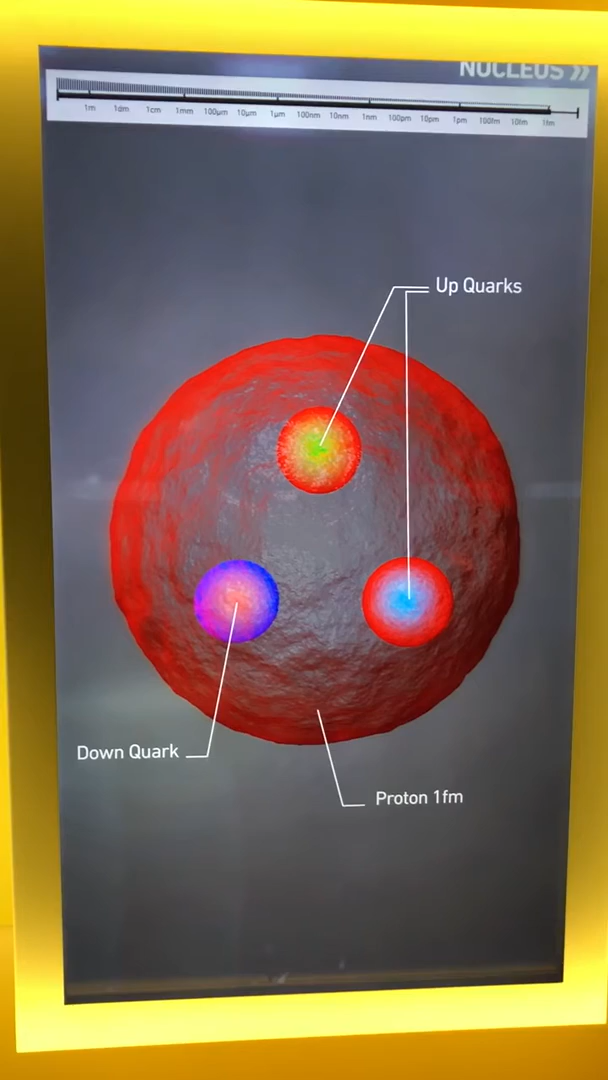 NUCLEUS »
1m 1dm 1cm 1mm 100µm 10µm 1µm 100nm 10nm 1nm 100pm 10pm 1pm 100fm 10fm 1fm
Up Quarks
Down Quark
Proton 1fm